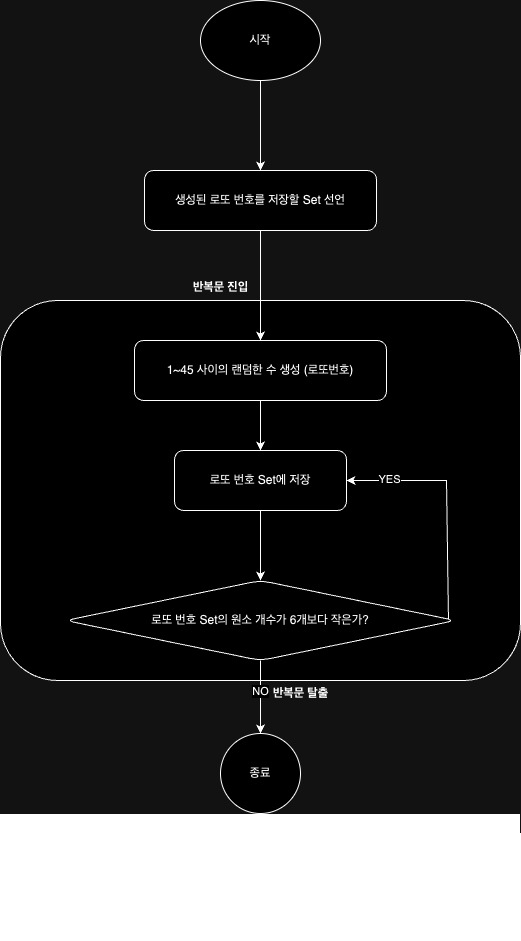 시작
생성된 로또 번호를 저장할 Set 선언
반복문 진입
1~45 사이의 랜덤한 수 생성 (로또번호)
로또 번호 Set에 저장
YES
로또 번호 Set의 원소 개수가 6개보다 작은가?
NO 반복문 탈출
종료